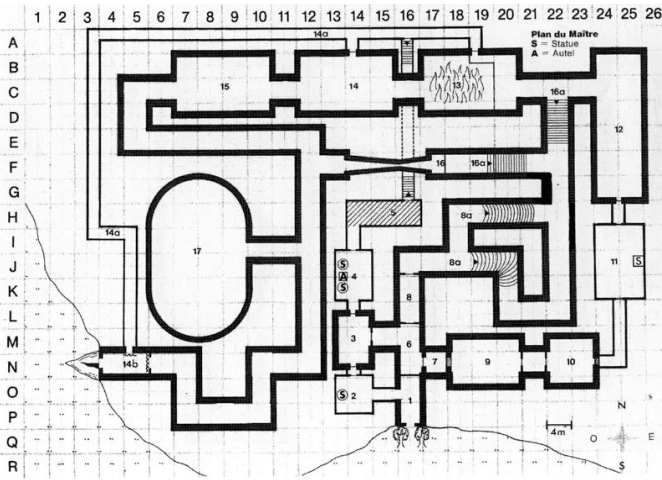 1 2 3 4 5 6 7 8 9 10 11 12 13 14 15 16 17 18 19 20 21 22 23 24 25 26
14a
Plan du Maître
S = Statue
A = Autel
A
B
C
D
E
F
G
H
I
J
K
L
M
N
O
P
Q
R
15
14
13
16a
12
16
16a
5
8a
14a
17
S
A
S
4
8a
11
S
8
3
6
14b
7
9
10
S
2
1
4m
N
O
E
S